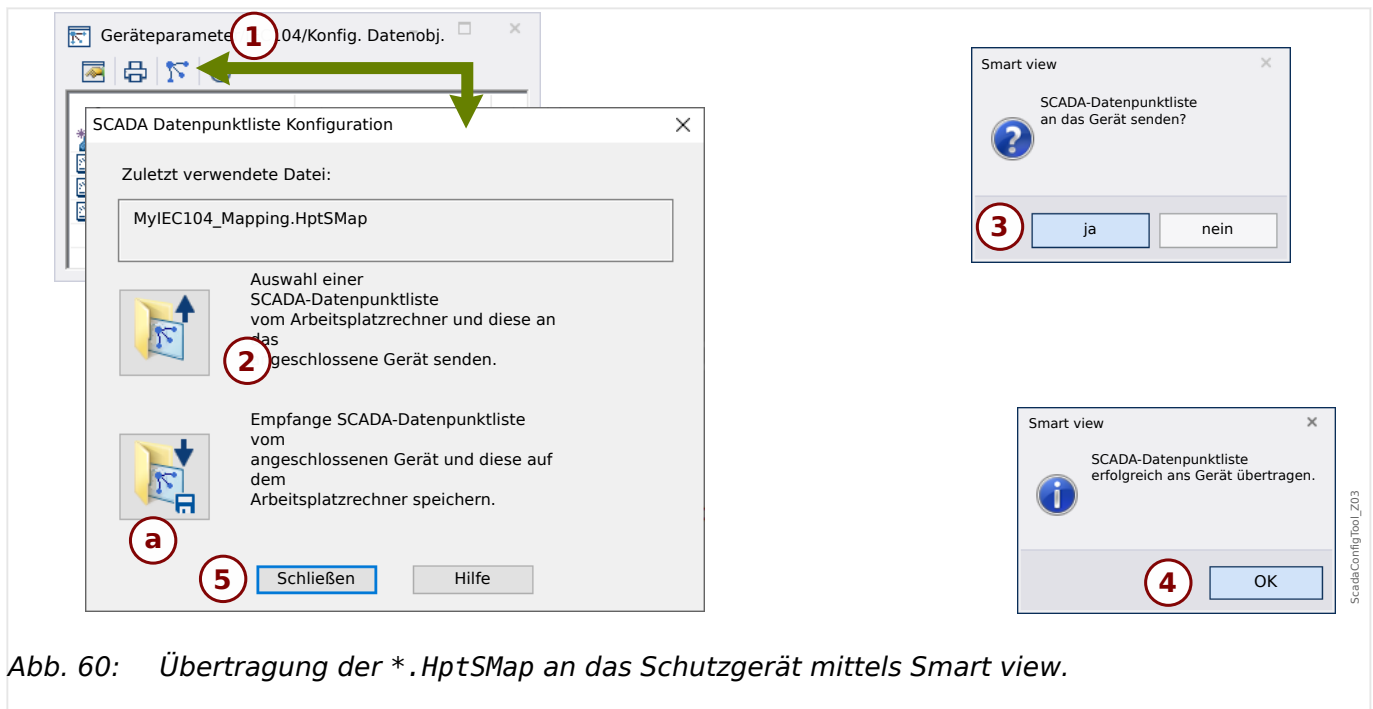 Geräteparamete
1
04/Konfig. Datenobj.
SCADA Datenpunktliste Konfiguration
Zuletzt verwendete Datei:
MyIEC104_Mapping.HptSMap
Auswahl einer
SCADA-Datenpunktliste
vom Arbeitsplatzrechner und diese an
das
2
geschlossene Gerät senden.
Empfange SCADA-Datenpunktliste
vom
angeschlossenen Gerät und diese auf
dem
Arbeitsplatzrechner speichern.
a
5
Schließen
Hilfe
Smart view
SCADA-Datenpunktliste
an das Gerät senden?
3
ja
nein
Smart view
SCADA-Datenpunktliste
erfolgreich ans Gerät übertragen.
4
OK
ScadaConfigTool_Z03
Abb. 60: Übertragung der *.HptSMap an das Schutzgerät mittels Smart view.